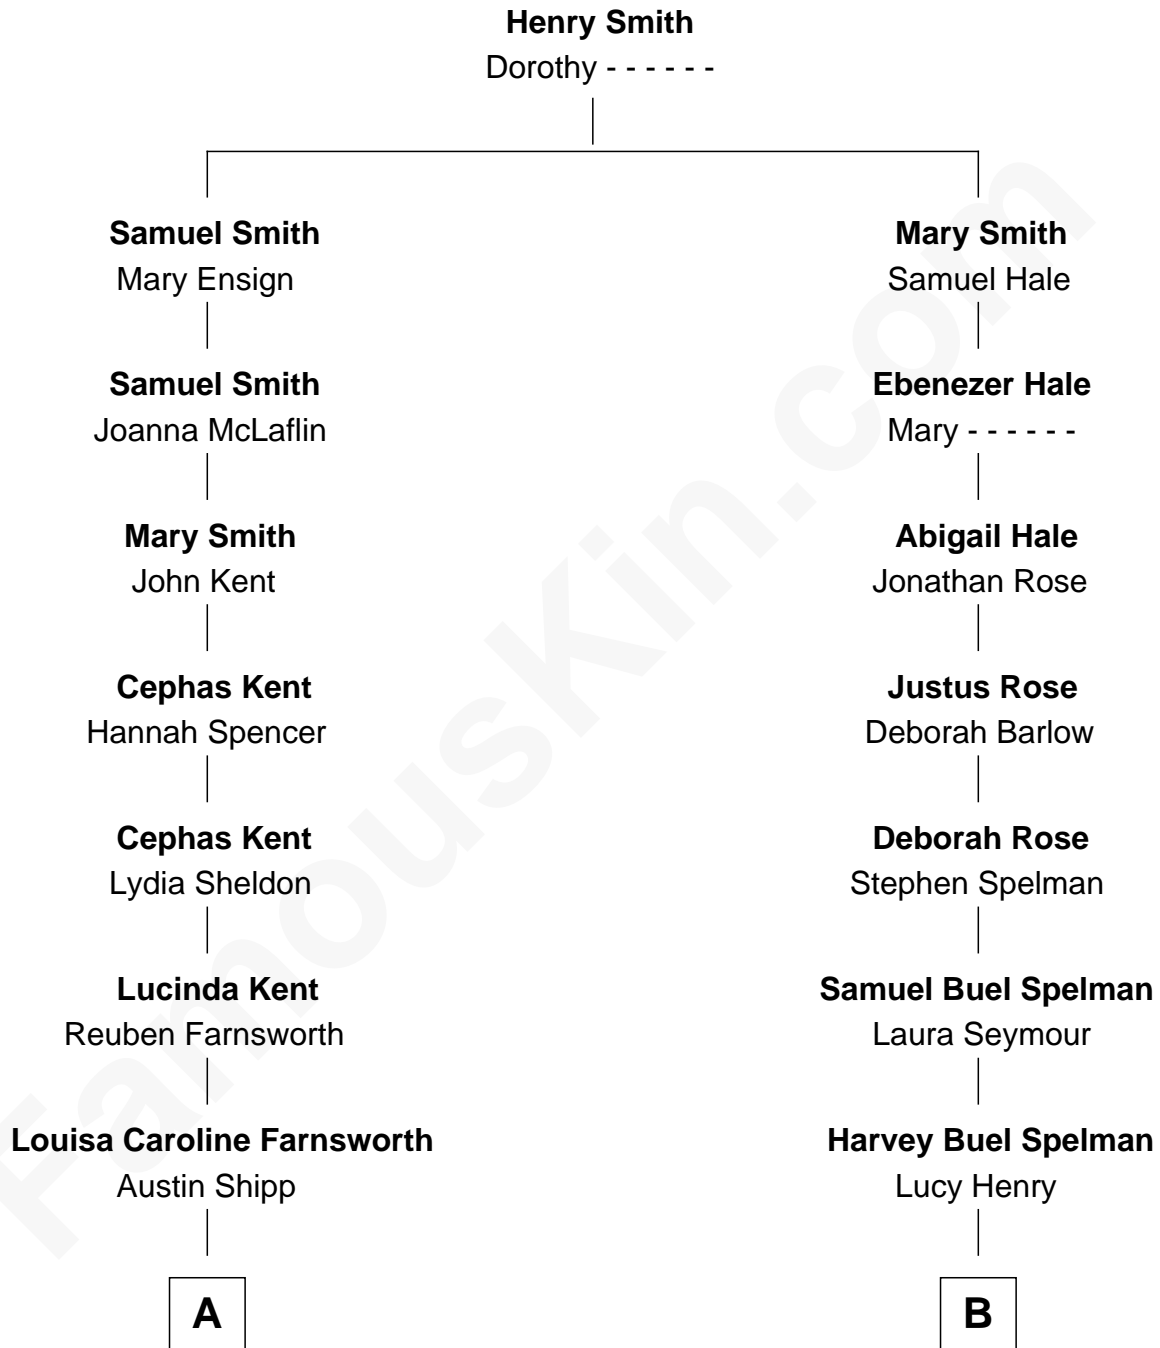 Henry Smith
Dorothy - - - - - -
Samuel Smith
Mary Ensign
Mary Smith
Samuel Hale
Samuel Smith
Joanna McLaflin
Ebenezer Hale
Mary - - - - - -
Mary Smith
John Kent
Abigail Hale
Jonathan Rose
Cephas Kent
Hannah Spencer
Justus Rose
Deborah Barlow
Cephas Kent
Lydia Sheldon
Deborah Rose
Stephen Spelman
Lucinda Kent
Reuben Farnsworth
Samuel Buel Spelman
Laura Seymour
Louisa Caroline Farnsworth
Austin Shipp
Harvey Buel Spelman
Lucy Henry
A
B
FamousKin.com